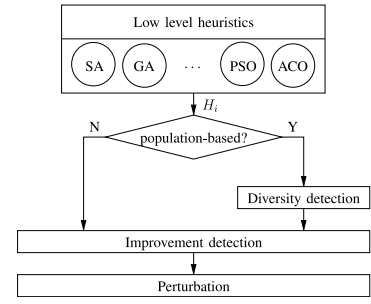 Low level heuristics
SA GA ... PSO ACO
H_i
N population-based? Y
Diversity detection
Improvement detection
Perturbation